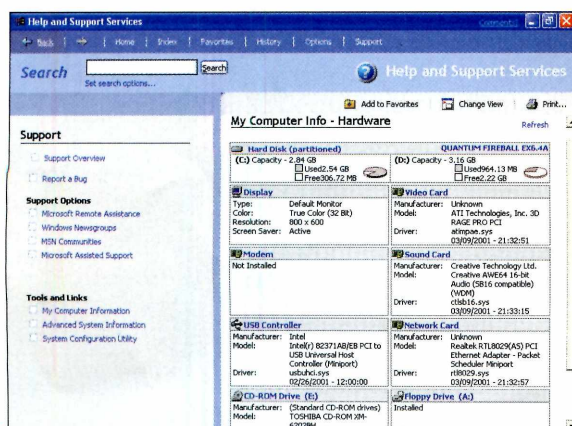 Help and Support Services
Comments?
Back
Home
Index
Favorites
History
Options
Support
Search
Search
Set search options...
Help and Support Services
Add to Favorites
Change View
Print...
Support
Support Overview
Report a Bug
Support Options
Microsoft Remote Assistance
Windows Newsgroups
MSN Communities
Microsoft Assisted Support
Tools and Links
My Computer Information
Advanced System Information
System Configuration Utility
My Computer Info - Hardware
Refresh
Hard Disk (partitioned) QUANTUM FIREBALL EX6.4A
(C:) Capacity - 2.84 GB
Used2.54 GB
Free306.72 MB
(D:) Capacity - 3.16 GB
Used964.13 MB
Free2.22 GB
Display
Type: Default Monitor
Color: True Color (32 Bit)
Resolution: 800 x 600
Screen Saver: Active
Video Card
Manufacturer: Unknown
Model: ATI Technologies, Inc. 3D
RAGE PRO PCI
Driver: atimpae.sys
03/09/2001 - 21:32:51
Modem
Not Installed
Sound Card
Manufacturer: Creative Technology Ltd.
Model: Creative AWE64 16-bit
Audio (SB16 compatible)
(WDM)
Driver: ctlsb16.sys
03/09/2001 - 21:33:15
USB Controller
Manufacturer: Intel
Model: Intel(r) 82371AB/EB PCI to
USB Universal Host
Controller (Miniport)
Driver: usbuhci.sys
02/26/2001 - 12:00:00
Network Card
Manufacturer: Unknown
Model: Realtek RTL8029(AS) PCI
Ethernet Adapter - Packet
Scheduler Miniport
Driver: rtl8029.sys
03/09/2001 - 21:32:57
CD-ROM Drive (E:)
Manufacturer: (Standard CD-ROM drives)
Model: TOSHIBA CD-ROM XM-
Floppy Drive (A:)
Installed